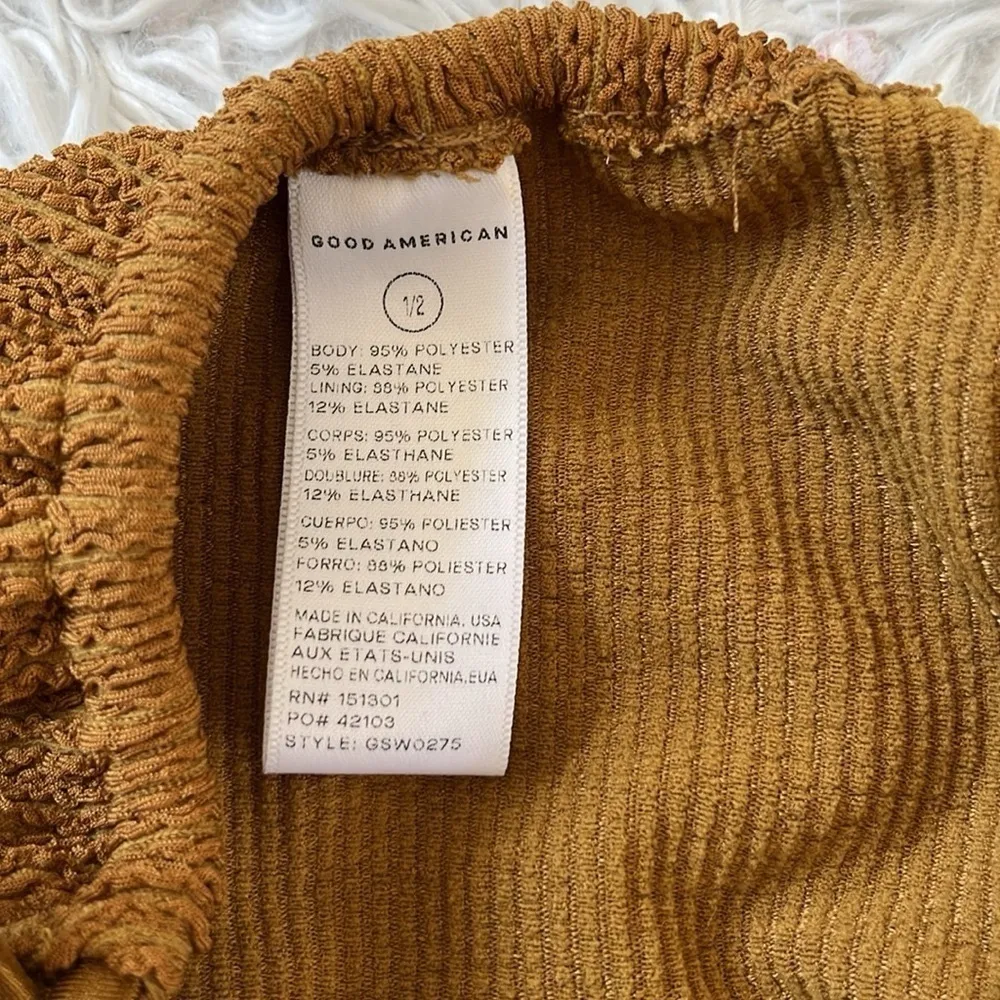 GOOD AMERICAN
1/2
BODY: 95% POLYESTER
5% ELASTANE
LINING: 88% POLYESTER
12% ELASTANE
CORPS: 95% POLYESTER
5% ELASTHANE
DOUBLURE: 88% POLYESTER
12% ELASTHANE
CUERPO: 95% POLIESTER
5% ELASTANO
FORRO: 88% POLIESTER
12% ELASTANO
MADE IN CALIFORNIA, USA
FABRIQUE CALIFORNIE
AUX ETATS-UNIS
HECHO EN CALIFORNIA,EUA
RN# 151301
PO# 42103
STYLE: GSW0275